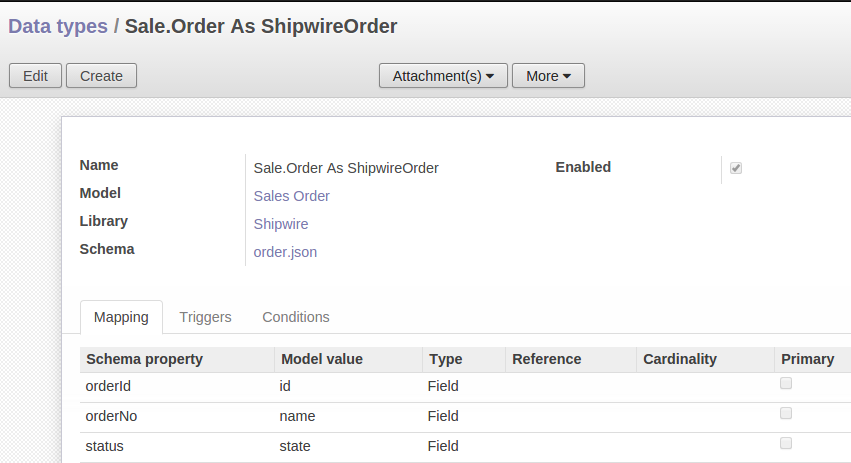 Data types / Sale.Order As ShipwireOrder
Edit Create Attachment(s) More
Name Sale.Order As ShipwireOrder Enabled
Model Sales Order
Library Shipwire
Schema order.json
Mapping Triggers Conditions
Schema property Model value Type Reference Cardinality Primary
orderId id Field
orderNo name Field
status state Field